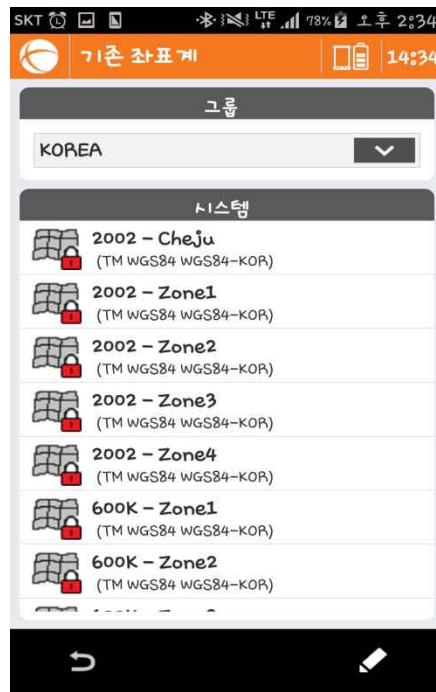 SKT LTE 78% 오후 2:34
기존 좌표계 14:34
그룹
KOREA
시스템
2002 - Cheju
(TM WGS84 WGS84-KOR)
2002 - Zone1
(TM WGS84 WGS84-KOR)
2002 - Zone2
(TM WGS84 WGS84-KOR)
2002 - Zone3
(TM WGS84 WGS84-KOR)
2002 - Zone4
(TM WGS84 WGS84-KOR)
600K - Zone1
(TM WGS84 WGS84-KOR)
600K - Zone2
(TM WGS84 WGS84-KOR)